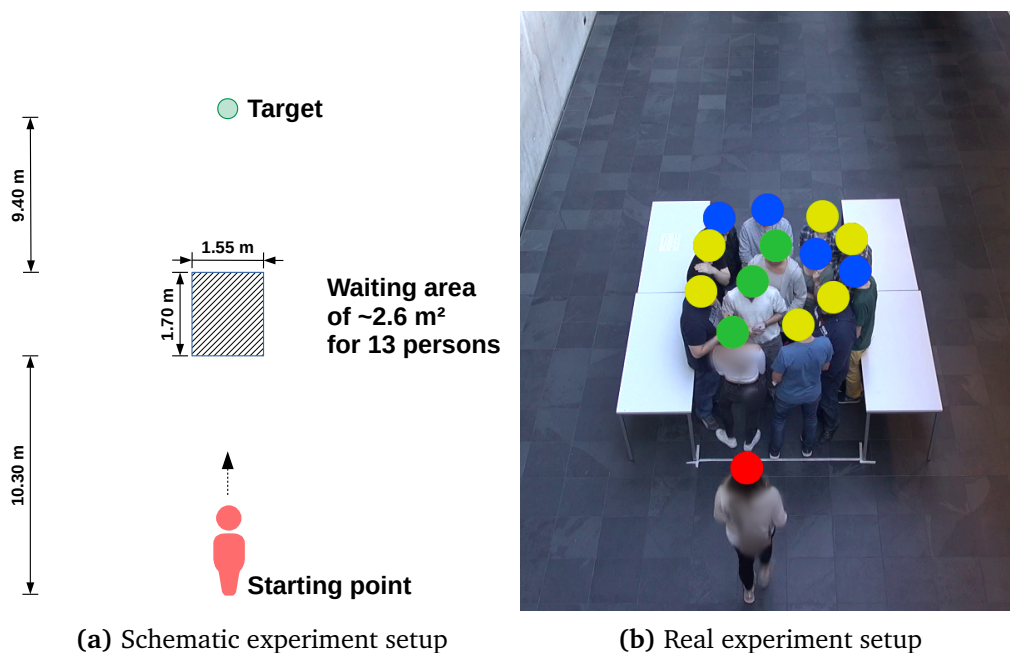 Target
9.40 m
1.55 m
1.70 m
Waiting area
of ~2.6 m²
for 13 persons
10.30 m
Starting point
(a) Schematic experiment setup
(b) Real experiment setup